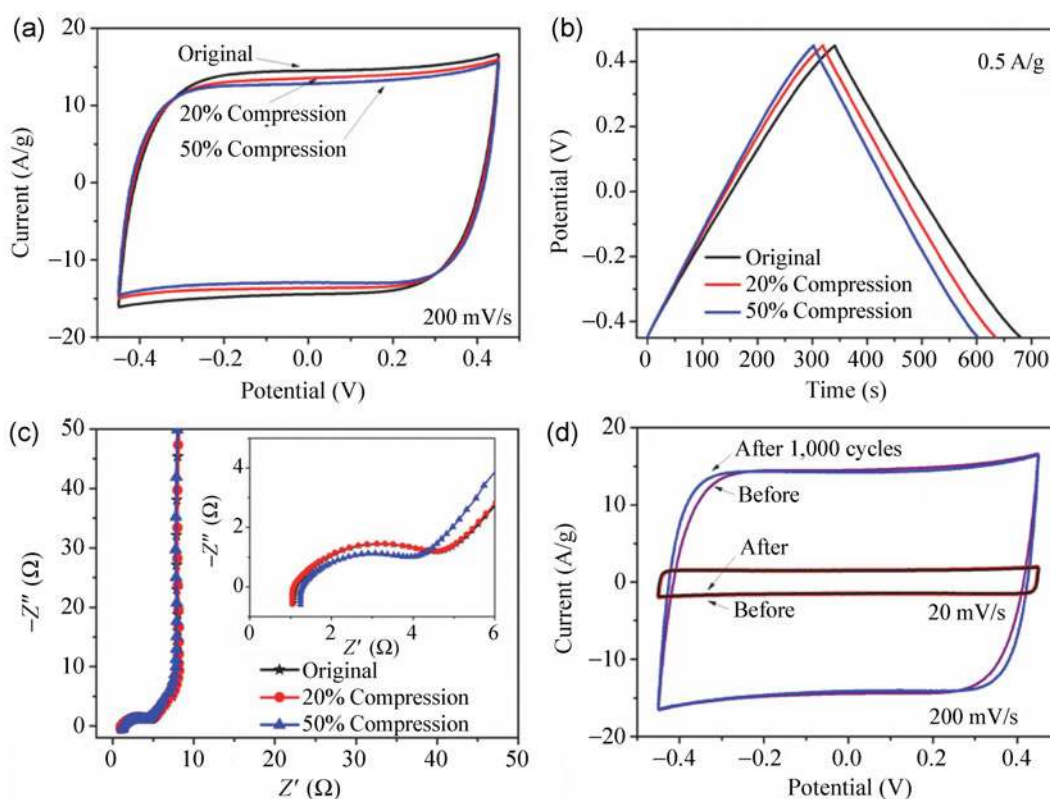 (a)
20
15
10
5
0
−10
−20
Current (A/g)
Original
20% Compression
50% Compression
200 mV/s
−0.4
−0.2
0.0
0.2
0.4
Potential (V)
(b)
0.4
0.2
0.0
−0.2
−0.4
Potential (V)
0.5 A/g
Original
20% Compression
50% Compression
0 100 200 300 400 500 600 700
Time (s)
(c)
50
40
30
20
10
0
−Z″ (Ω)
4
2
0
−Z″ (Ω)
0 2 4 6
Z′ (Ω)
Original
20% Compression
50% Compression
0 10 20 30 40 50
Z′ (Ω)
(d)
20
10
0
−10
−20
Current (A/g)
After 1,000 cycles
Before
After
Before
20 mV/s
200 mV/s
−0.4 −0.2 0.0 0.2 0.4
Potential (V)